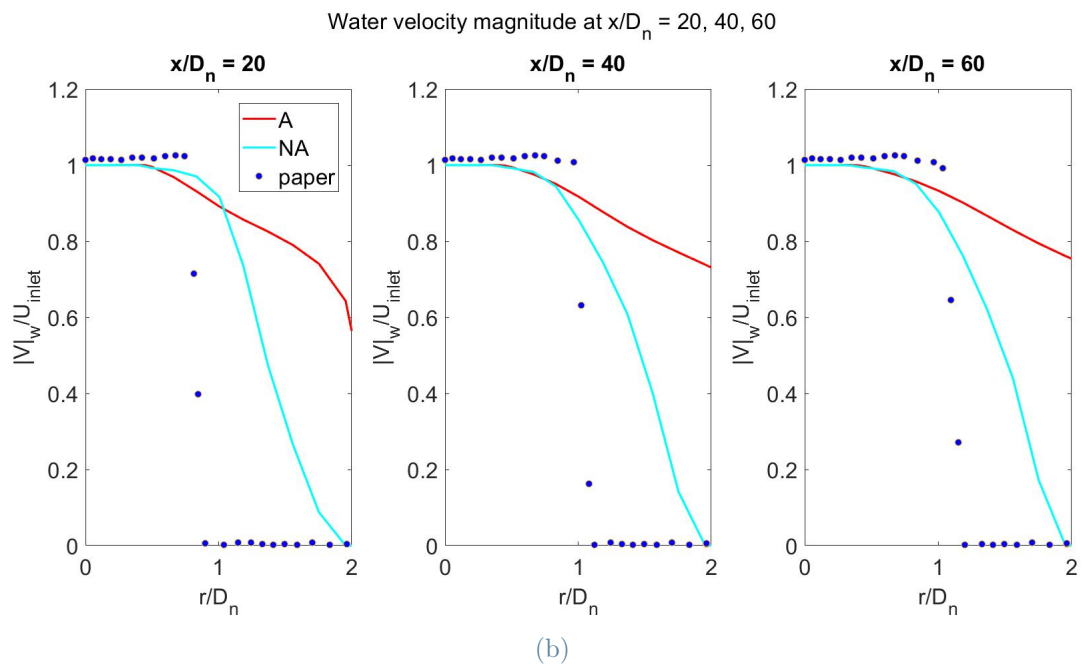 Water velocity magnitude at x/Dn = 20, 40, 60
x/Dn = 20
1.2
1
0.8
0.6
0.4
0.2
0
0
1
2
|V|w/Uinlet
r/Dn
A
NA
paper
x/Dn = 40
1.2
1
0.8
0.6
0.4
0.2
0
0
1
2
|V|w/Uinlet
r/Dn
x/Dn = 60
1.2
1
0.8
0.6
0.4
0.2
0
0
1
2
|V|w/Uinlet
r/Dn
(b)